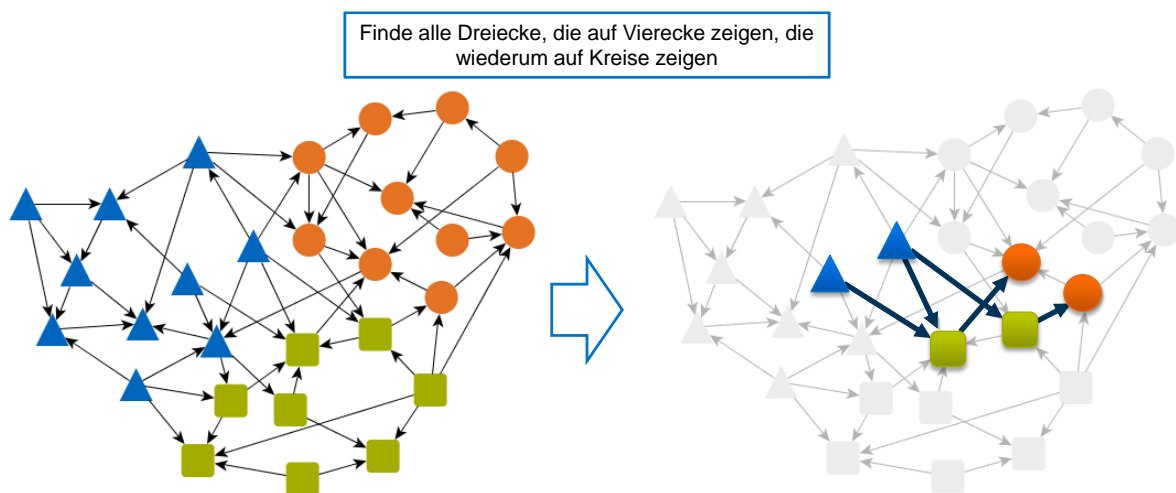 Finde alle Dreiecke, die auf Vierecke zeigen, die
wiederum auf Kreise zeigen